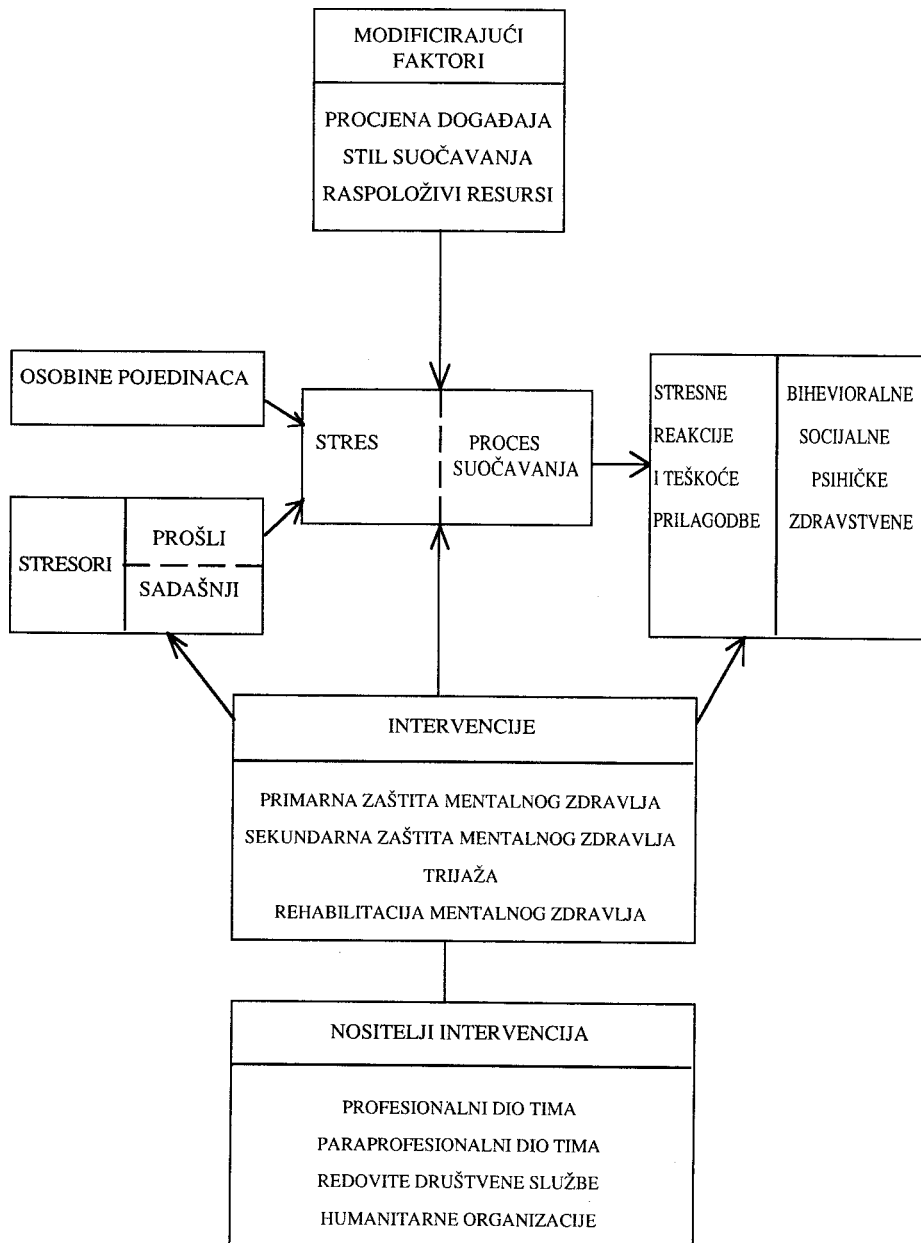 MODIFICIRAJUĆI
FAKTORI
PROCJENA DOGAĐAJA
STIL SUOČAVANJA
RASPOLOŽIVI RESURSI
OSOBINE POJEDINACA
STRESORI
PROŠLI
SADAŠNJI
STRES
PROCES
SUOČAVANJA
STRESNE
REAKCIJE
I TEŠKOĆE
PRILAGODBE
BIHEVIORALNE
SOCIJALNE
PSIHIČKE
ZDRAVSTVENE
INTERVENCIJE
PRIMARNA ZAŠTITA MENTALNOG ZDRAVLJA
SEKUNDARNA ZAŠTITA MENTALNOG ZDRAVLJA
TRIJAŽA
REHABILITACIJA MENTALNOG ZDRAVLJA
NOSITELJI INTERVENCIJA
PROFESIONALNI DIO TIMA
PARAPROFESIONALNI DIO TIMA
REDOVITE DRUŠTVENE SLUŽBE
HUMANITARNE ORGANIZACIJE